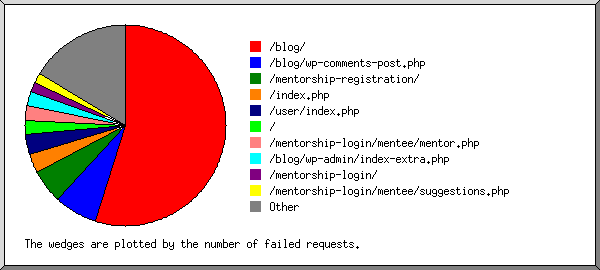 /blog/
/blog/wp-comments-post.php
/mentorship-registration/
/index.php
/user/index.php
/
/mentorship-login/mentee/mentor.php
/blog/wp-admin/index-extra.php
/mentorship-login/
/mentorship-login/mentee/suggestions.php
Other
The wedges are plotted by the number of failed requests.